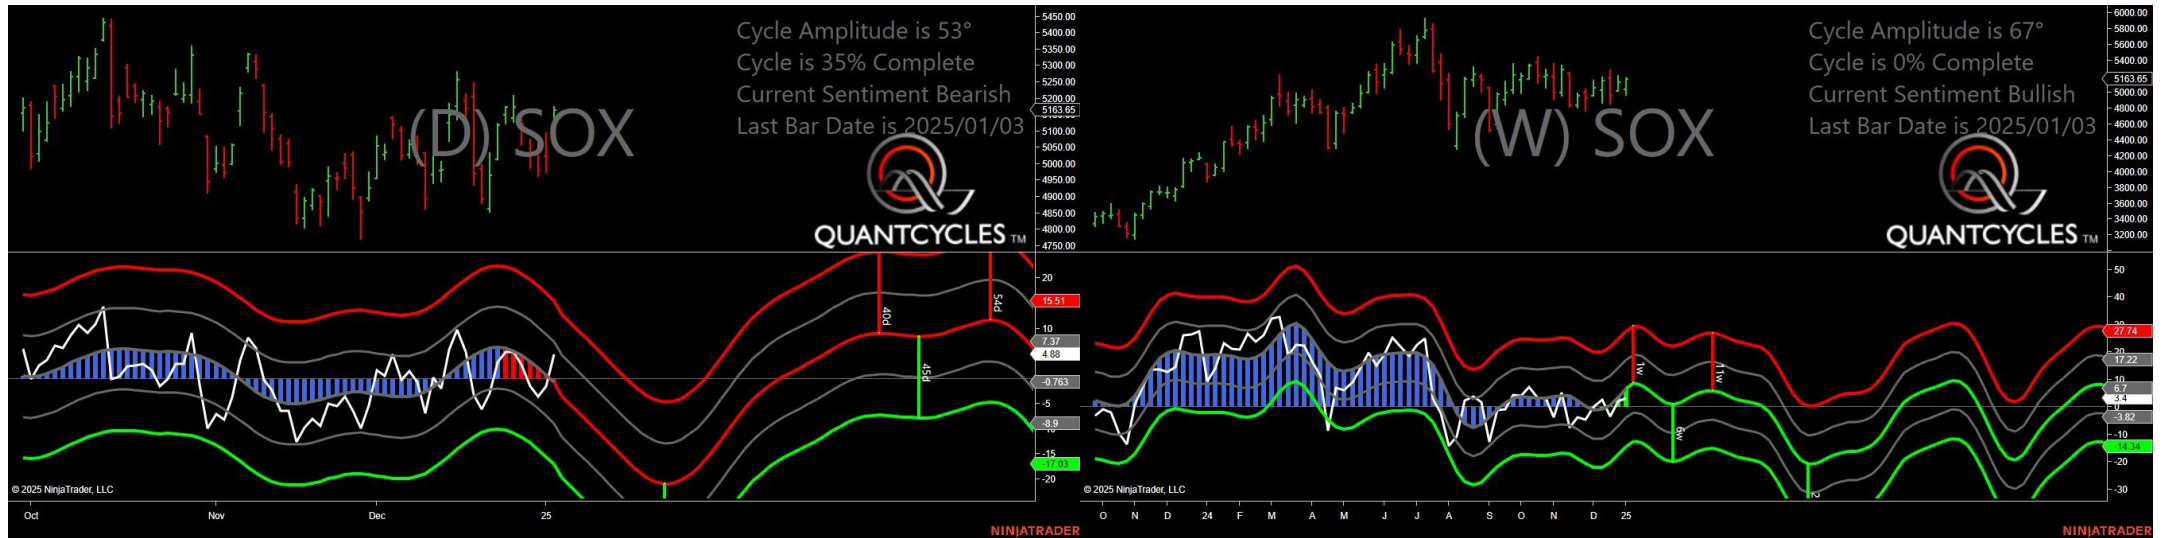 Cycle Amplitude is 53°
Cycle is 35% Complete
Current Sentiment Bearish
Last Bar Date is 2025/01/03
(D) SOX
QUANTCYCLES TM
5450.00
5400.00
5350.00
5300.00
5250.00
5200.00
5163.65
5100.00
5050.00
5000.00
4950.00
4900.00
4850.00
4800.00
4750.00
40d
54d
45d
20
15.51
10
7.37
4.88
-0.763
-5
-8.9
-15
-17.03
-20
© 2025 NinjaTrader, LLC
Oct Nov Dec 25
NINJATRADER
Cycle Amplitude is 67°
Cycle is 0% Complete
Current Sentiment Bullish
Last Bar Date is 2025/01/03
(W) SOX
QUANTCYCLES TM
6000.00
5800.00
5600.00
5400.00
5163.65
5000.00
4800.00
4600.00
4400.00
4200.00
4000.00
3800.00
3600.00
3400.00
3200.00
1w
11w
6w
50
40
27.74
17.22
10
6.7
3.4
-3.82
-10
-14.34
-20
-30
© 2025 NinjaTrader, LLC
O N D 24 F M A M J J A S O N D 25
NINJATRADER